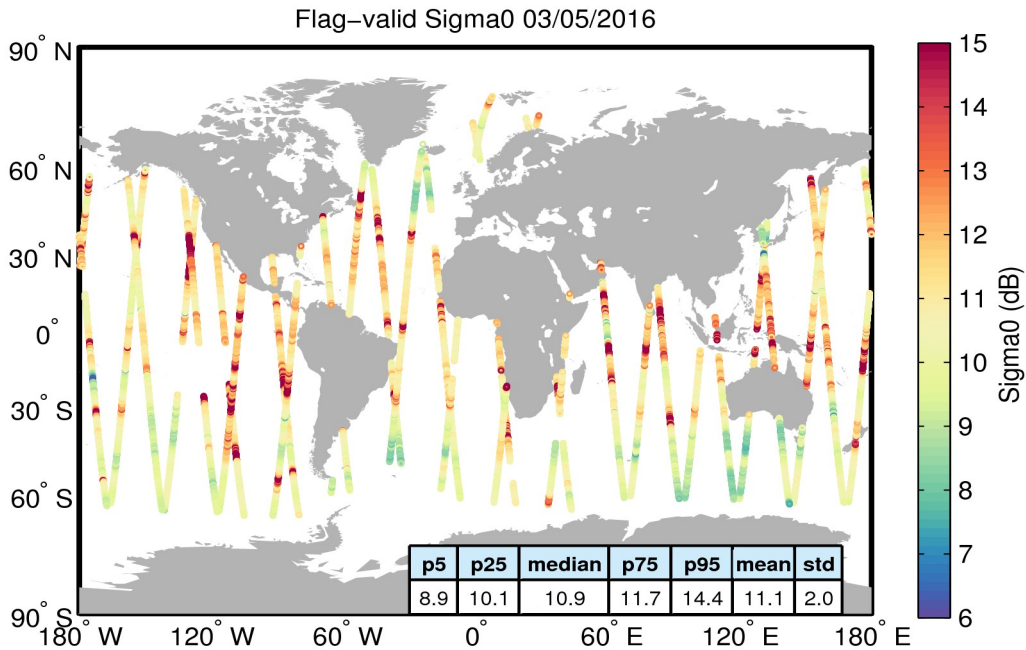 Flag−valid Sigma0 03/05/2016
90° N
60° N
30° N
0°
30° S
60° S
90° S
180° W
120° W
60° W
0°
60° E
120° E
180° E
p5 p25 median p75 p95 mean std
8.9 10.1 10.9 11.7 14.4 11.1 2.0
15
14
13
12
11
10
9
8
7
6
Sigma0 (dB)